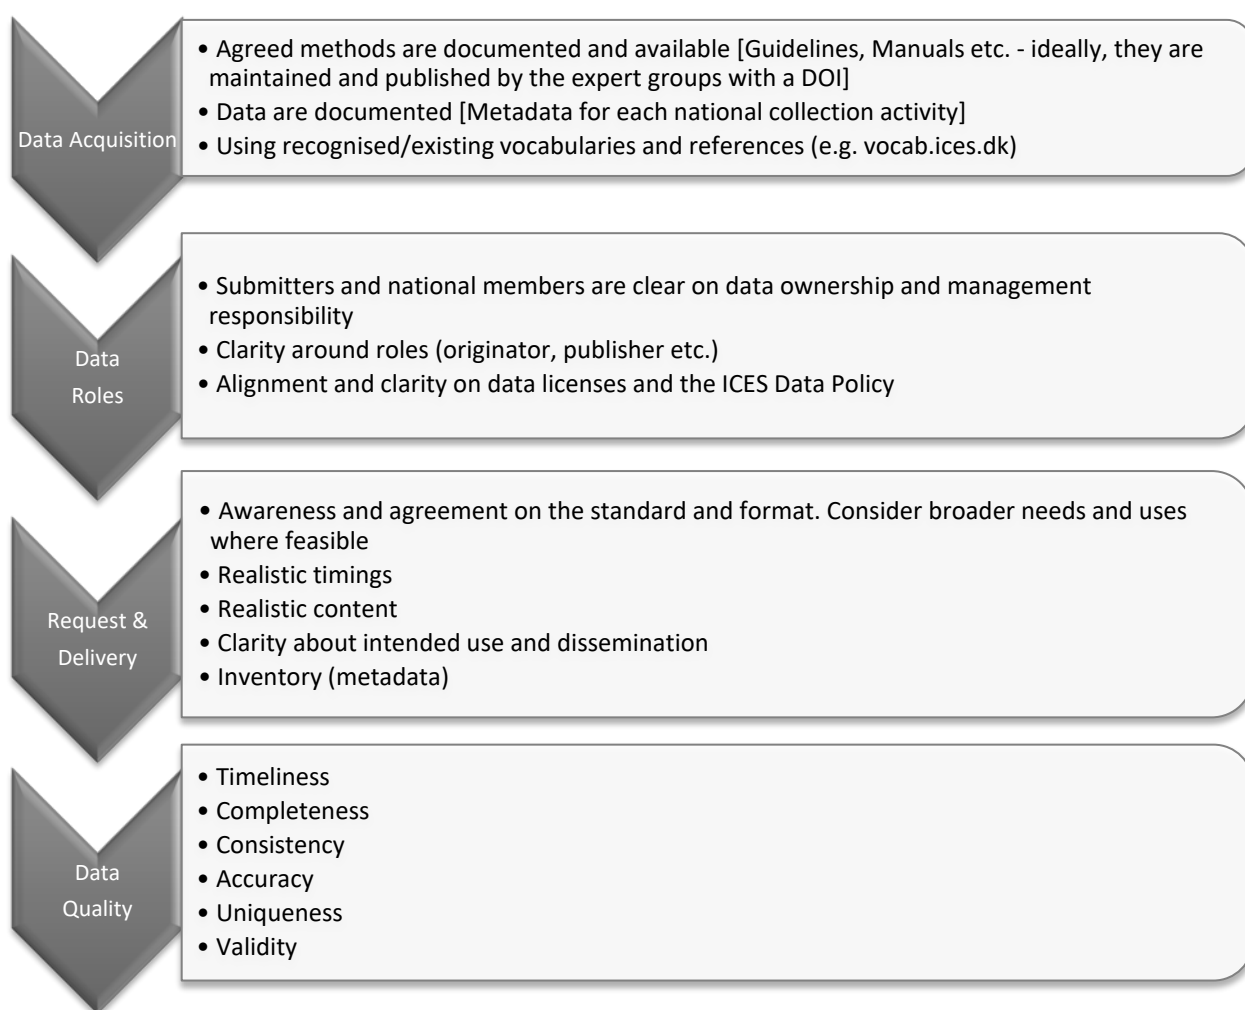 Data Acquisition
• Agreed methods are documented and available [Guidelines, Manuals etc. - ideally, they are
maintained and published by the expert groups with a DOI]
• Data are documented [Metadata for each national collection activity]
• Using recognised/existing vocabularies and references (e.g. vocab.ices.dk)
Data
Roles
• Submitters and national members are clear on data ownership and management
responsibility
• Clarity around roles (originator, publisher etc.)
• Alignment and clarity on data licenses and the ICES Data Policy
Request &
Delivery
• Awareness and agreement on the standard and format. Consider broader needs and uses
where feasible
• Realistic timings
• Realistic content
• Clarity about intended use and dissemination
• Inventory (metadata)
Data
Quality
• Timeliness
• Completeness
• Consistency
• Accuracy
• Uniqueness
• Validity